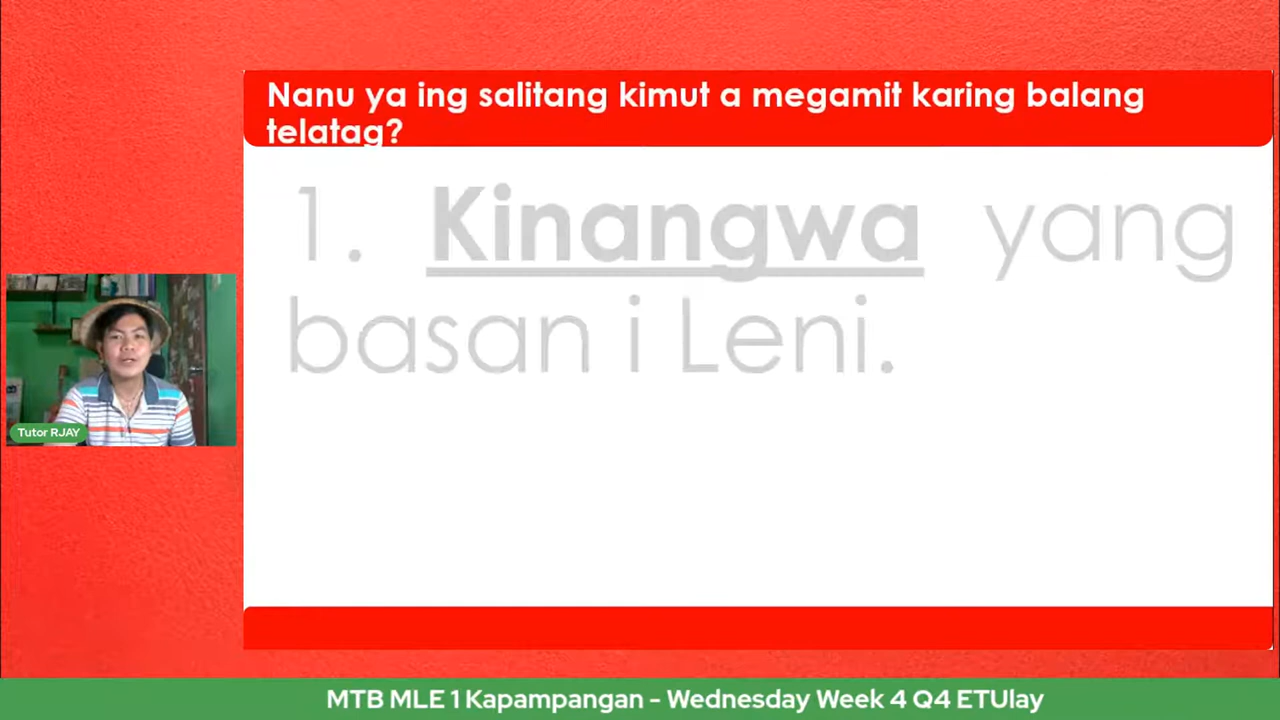 Nanu ya ing salitang kimut a megamit karing balang
telatag?
1. Kinangwa yang
basan i Leni.
Tutor RJAY
MTB MLE 1 Kapampangan - Wednesday Week 4 Q4 ETUlay